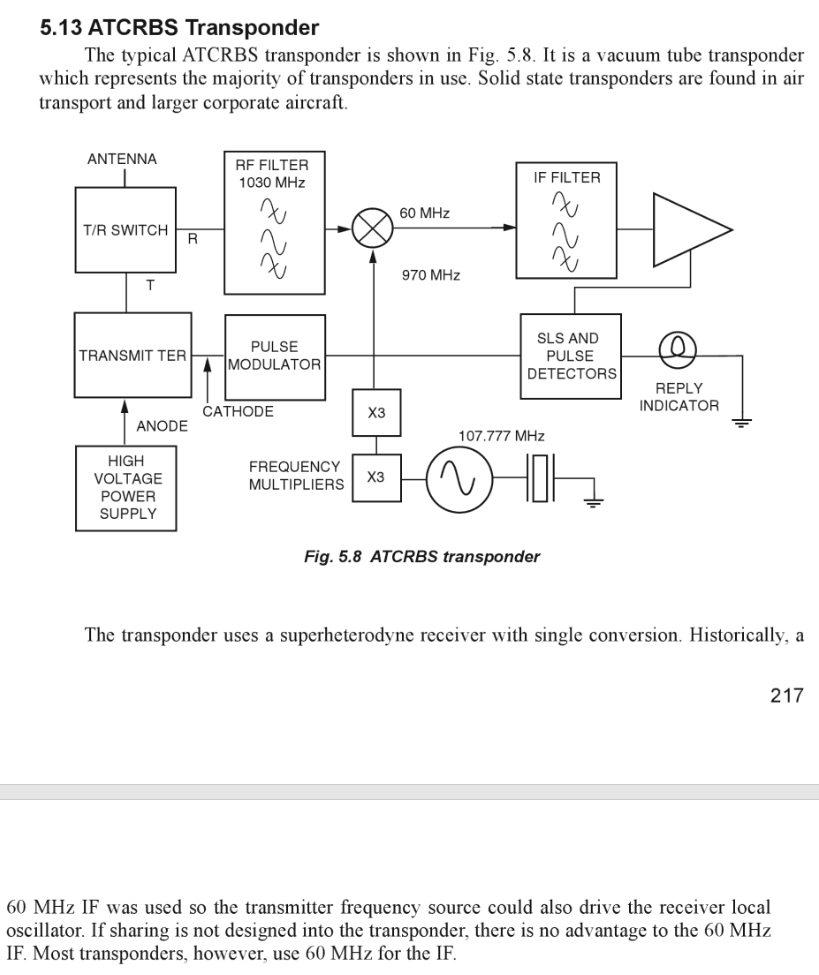 5.13 ATCRBS Transponder
The typical ATCRBS transponder is shown in Fig. 5.8. It is a vacuum tube transponder
which represents the majority of transponders in use. Solid state transponders are found in air
transport and larger corporate aircraft.
ANTENNA
RF FILTER
1030 MHz
IF FILTER
T/R SWITCH
R
60 MHz
970 MHz
T
TRANSMIT TER
PULSE
MODULATOR
SLS AND
PULSE
DETECTORS
REPLY
INDICATOR
CATHODE
ANODE
X3
107.777 MHz
HIGH
VOLTAGE
POWER
SUPPLY
FREQUENCY
MULTIPLIERS
X3
Fig. 5.8 ATCRBS transponder
The transponder uses a superheterodyne receiver with single conversion. Historically, a
217
60 MHz IF was used so the transmitter frequency source could also drive the receiver local
oscillator. If sharing is not designed into the transponder, there is no advantage to the 60 MHz
IF. Most transponders, however, use 60 MHz for the IF.